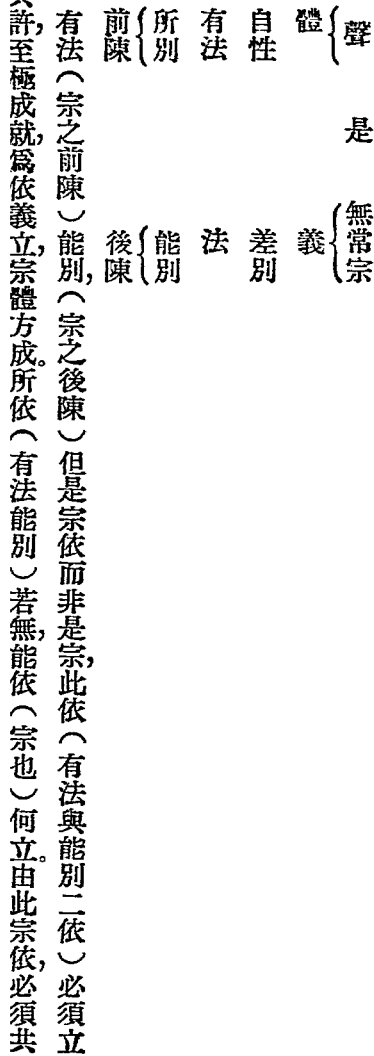 聲　是　無常宗
體　義
自性　差別
有法　法
所別　能別
前陳　後陳
有法（宗之前陳）能別，（宗之後陳）但是宗依而非是宗，此依（有法與能別二依）必須立
許，至極成就，爲依義立，宗體方成。所依（有法能別）若無，能依（宗也）何立。由此宗依，必須共